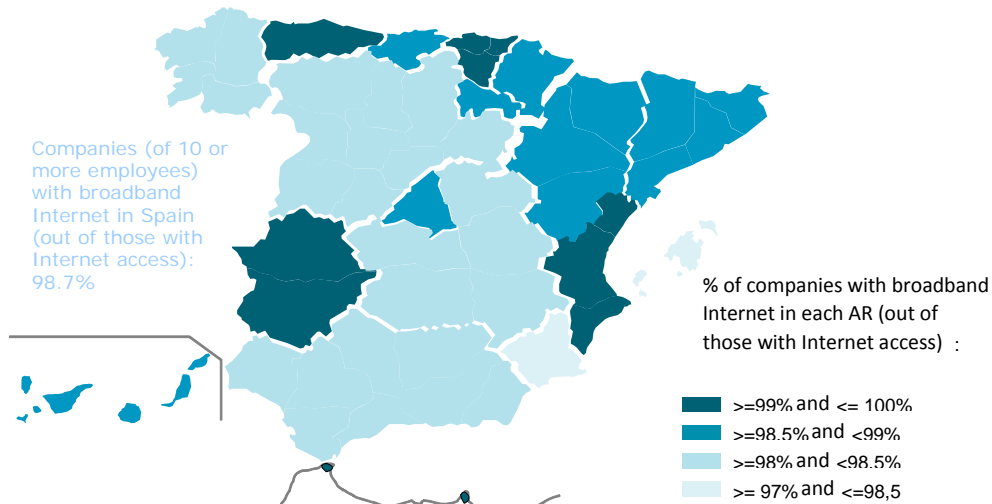 Companies (of 10 or
more employees)
with broadband
Internet in Spain
(out of those with
Internet access):
98.7%
% of companies with broadband
Internet in each AR (out of
those with Internet access) :
>=99% and <= 100%
>=98.5% and <99%
>=98% and <98.5%
>= 97% and <=98,5